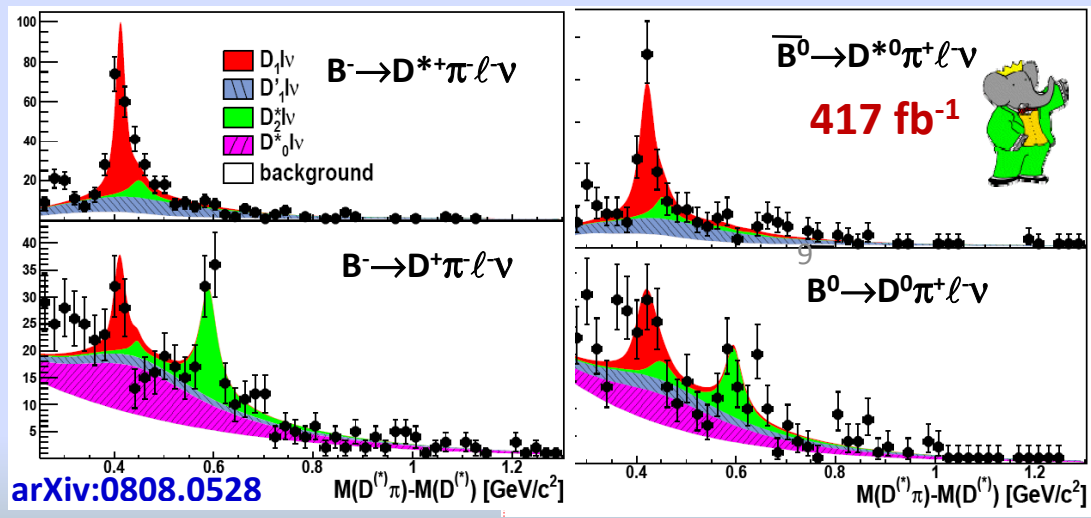 100
80
60
40
20
D₁lν
D'₁lν
D*₂lν
D*₀lν
background
B⁻→D*⁺π⁻ℓ⁻ν
B̅⁰→D*⁰π⁺ℓ⁻ν
417 fb⁻¹
40
35
30
25
20
15
10
5
B⁻→D⁺π⁻ℓ⁻ν
9
B⁰→D⁰π⁺ℓ⁻ν
0.4 0.6 0.8 1 1.2
0.4 0.6 0.8 1 1.2
arXiv:0808.0528
M(D⁽*⁾π)-M(D⁽*⁾) [GeV/c²]
M(D⁽*⁾π)-M(D⁽*⁾) [GeV/c²]